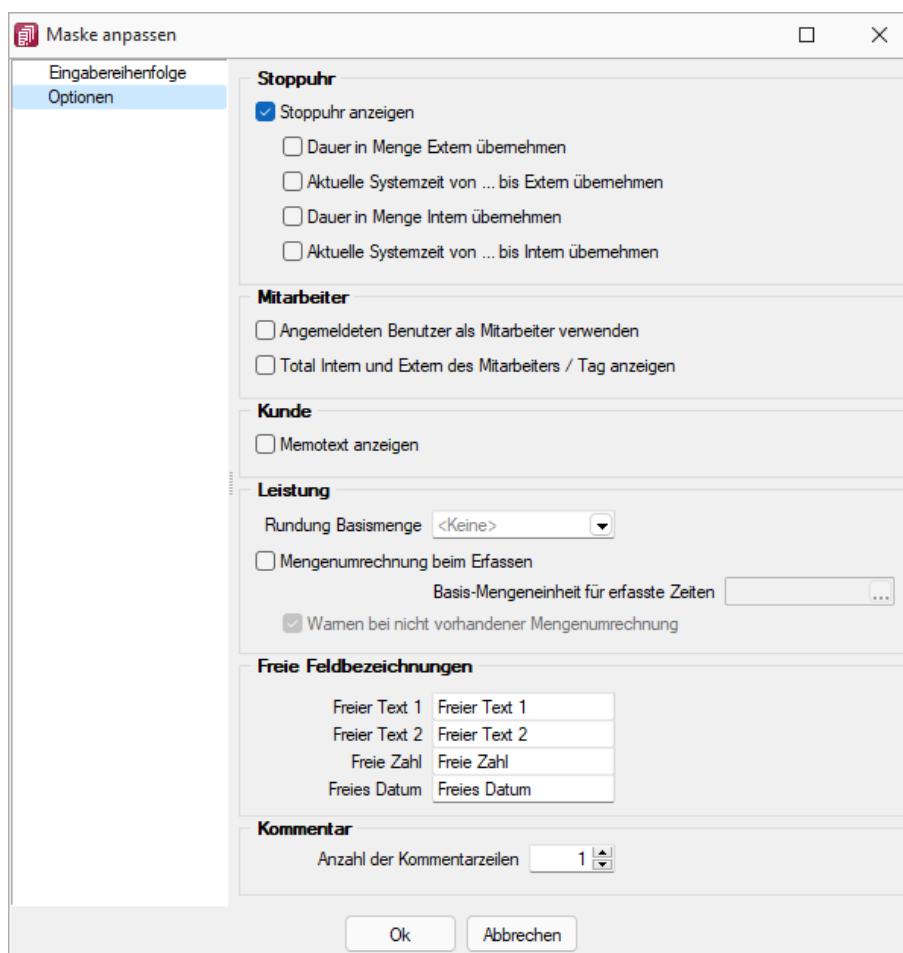 Maske anpassen
Eingabereihenfolge
Optionen
Stoppuhr
Stoppuhr anzeigen
Dauer in Menge Extern übernehmen
Aktuelle Systemzeit von ... bis Extern übernehmen
Dauer in Menge Intern übernehmen
Aktuelle Systemzeit von ... bis Intern übernehmen
Mitarbeiter
Angemeldeten Benutzer als Mitarbeiter verwenden
Total Intern und Extern des Mitarbeiters / Tag anzeigen
Kunde
Memotext anzeigen
Leistung
Rundung Basismenge <Keine>
Mengenumrechnung beim Erfassen
Basis-Mengeneinheit für erfasste Zeiten ...
Warnen bei nicht vorhandener Mengenumrechnung
Freie Feldbezeichnungen
Freier Text 1 Freier Text 1
Freier Text 2 Freier Text 2
Freie Zahl Freie Zahl
Freies Datum Freies Datum
Kommentar
Anzahl der Kommentarzeilen 1
Ok Abbrechen